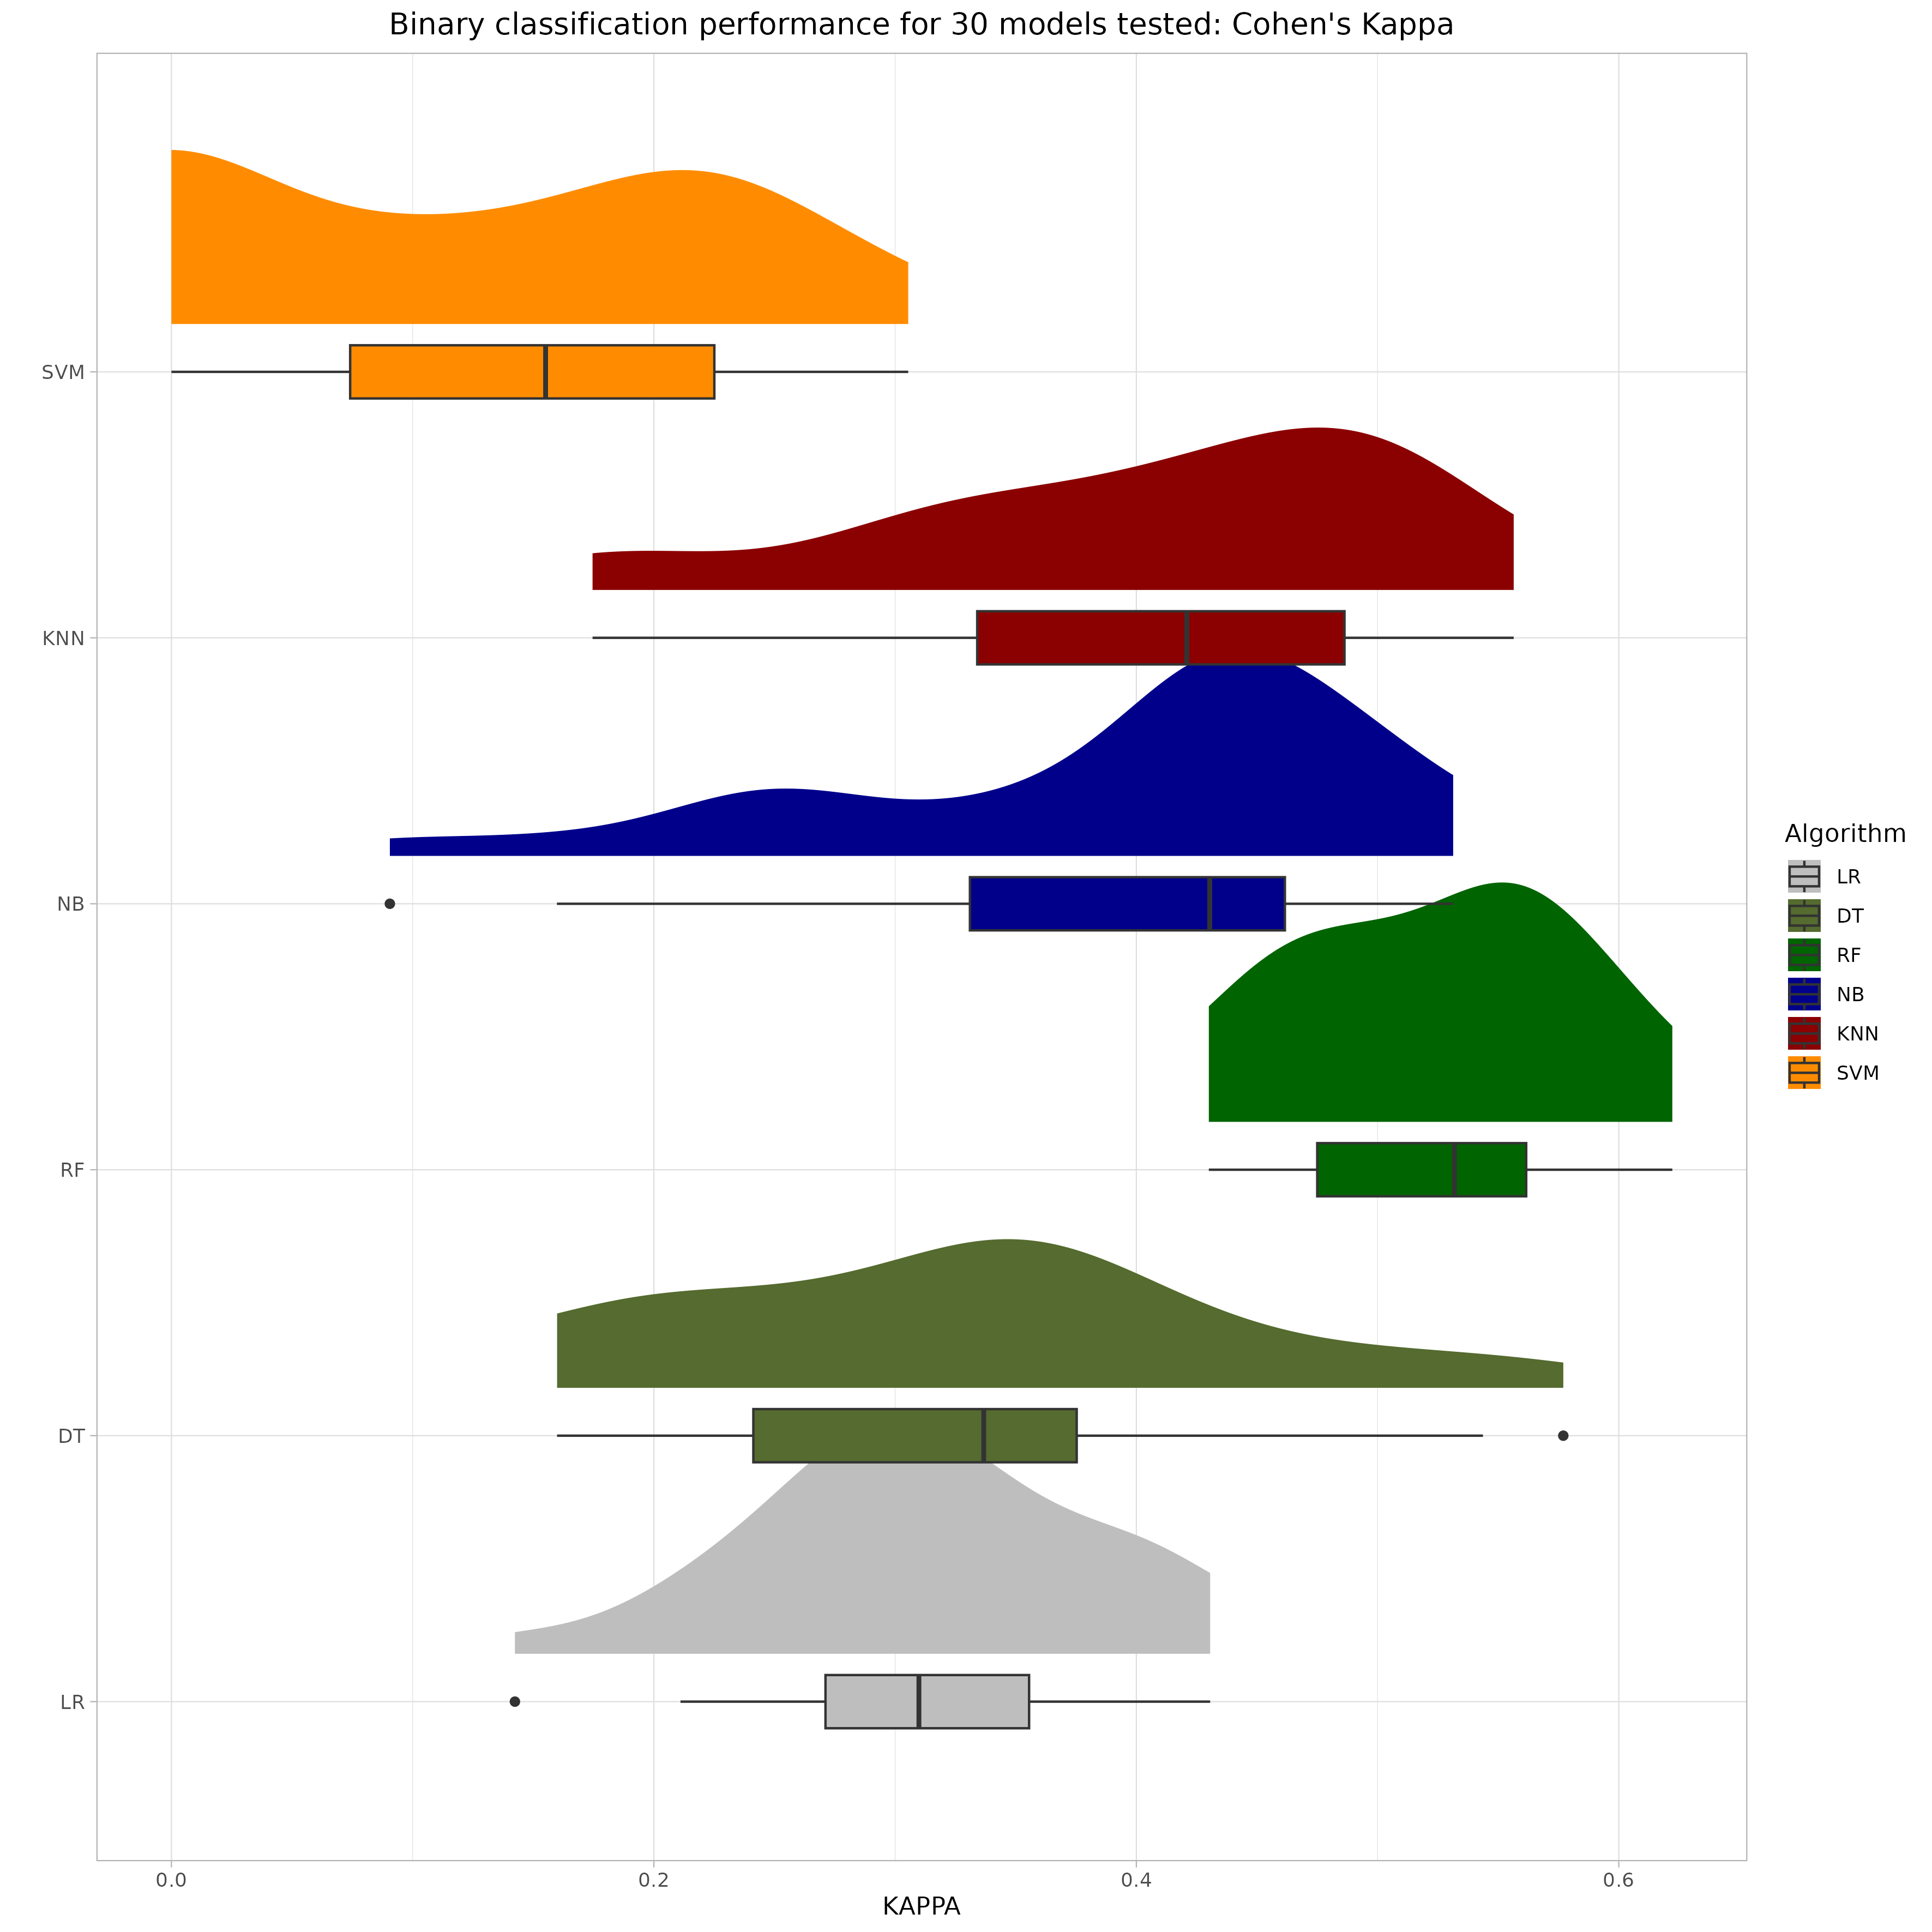 Binary classification performance for 30 models tested: Cohen's Kappa
SVM
KNN
NB
RF
DT
LR
0.0
0.2
0.4
0.6
KAPPA
Algorithm
LR
DT
RF
NB
KNN
SVM